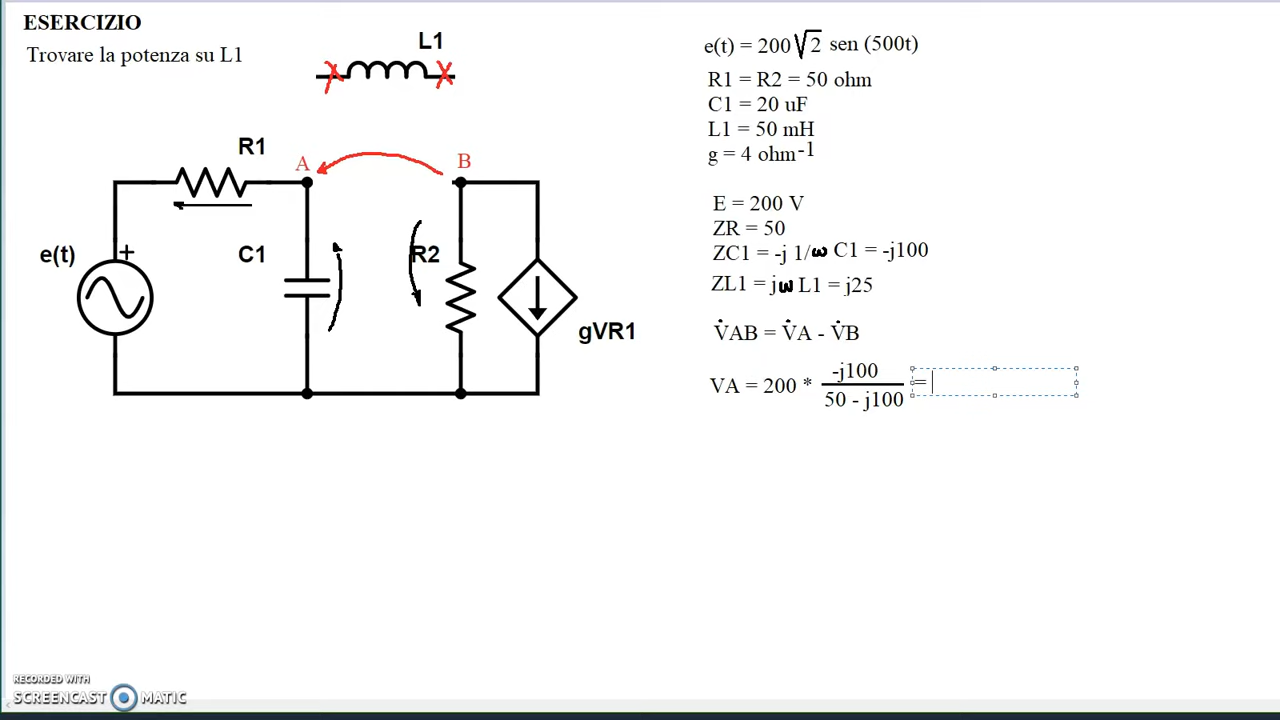 ESERCIZIO
Trovare la potenza su L1
L1
R1
A
B
e(t)
+
C1
R2
gVR1
e(t) = 200√2 sen (500t)
R1 = R2 = 50 ohm
C1 = 20 uF
L1 = 50 mH
g = 4 ohm-1
E = 200 V
ZR = 50
ZC1 = -j 1/ω C1 = -j100
ZL1 = jω L1 = j25
V̇AB = V̇A - V̇B
VA = 200 * -j100 / 50 - j100 =
RECORDED WITH
SCREENCAST MATIC